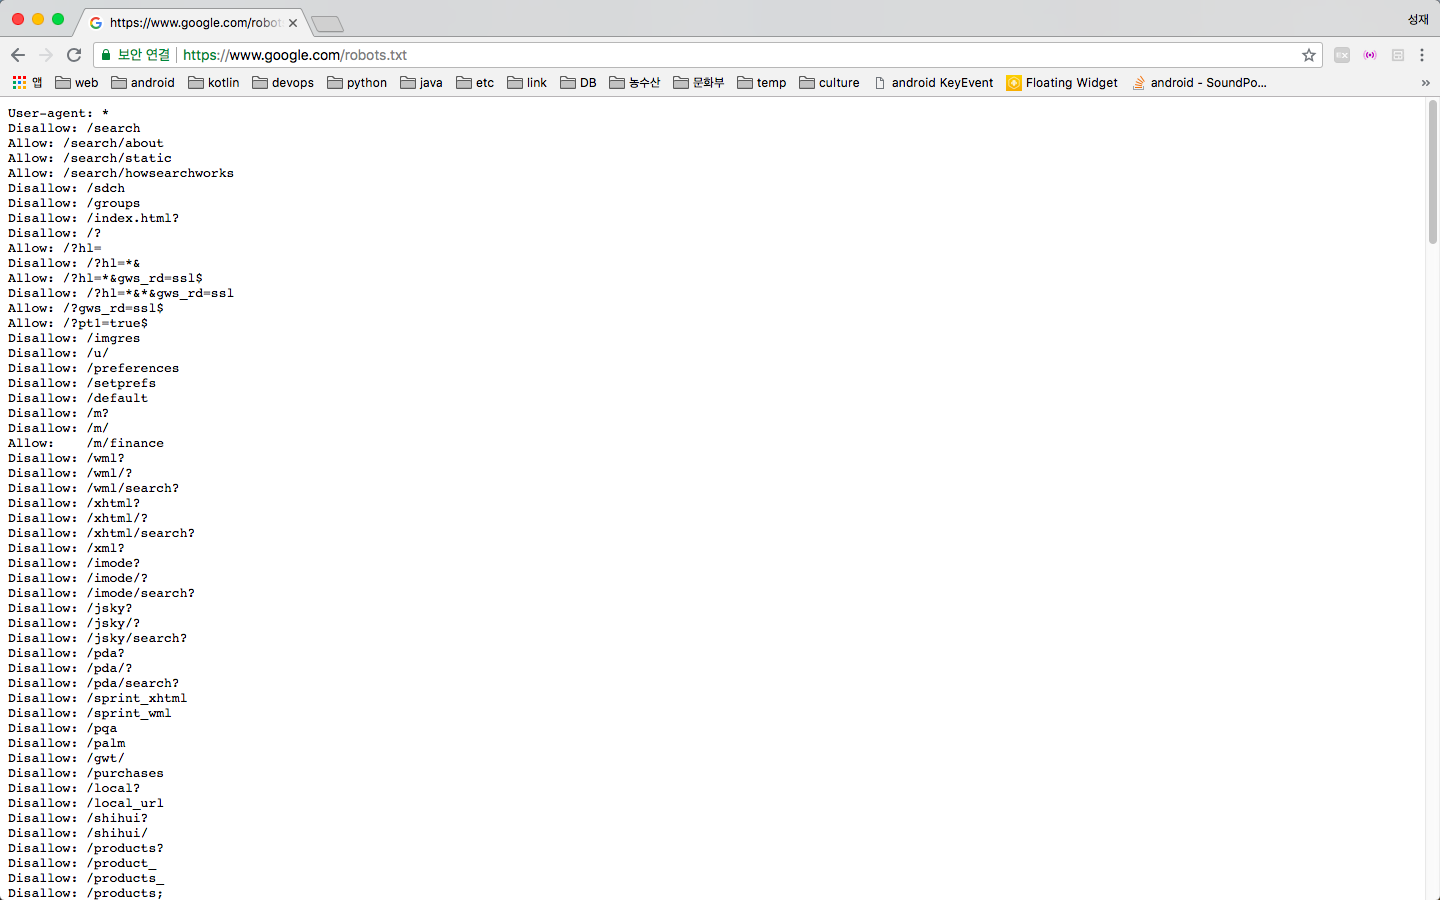 https://www.google.com/robot
성재
보안 연결
https://www.google.com/robots.txt
앱
web
android
kotlin
devops
python
java
etc
link
DB
농수산
문화부
temp
culture
android KeyEvent
Floating Widget
android - SoundPo...
»
User-agent: *
Disallow: /search
Allow: /search/about
Allow: /search/static
Allow: /search/howsearchworks
Disallow: /sdch
Disallow: /groups
Disallow: /index.html?
Disallow: /?
Allow: /?hl=
Disallow: /?hl=*&
Allow: /?hl=*&gws_rd=ssl$
Disallow: /?hl=*&*&gws_rd=ssl
Allow: /?gws_rd=ssl$
Allow: /?pt1=true$
Disallow: /imgres
Disallow: /u/
Disallow: /preferences
Disallow: /setprefs
Disallow: /default
Disallow: /m?
Disallow: /m/
Allow:    /m/finance
Disallow: /wml?
Disallow: /wml/?
Disallow: /wml/search?
Disallow: /xhtml?
Disallow: /xhtml/?
Disallow: /xhtml/search?
Disallow: /xml?
Disallow: /imode?
Disallow: /imode/?
Disallow: /imode/search?
Disallow: /jsky?
Disallow: /jsky/?
Disallow: /jsky/search?
Disallow: /pda?
Disallow: /pda/?
Disallow: /pda/search?
Disallow: /sprint_xhtml
Disallow: /sprint_wml
Disallow: /pqa
Disallow: /palm
Disallow: /gwt/
Disallow: /purchases
Disallow: /local?
Disallow: /local_url
Disallow: /shihui?
Disallow: /shihui/
Disallow: /products?
Disallow: /product_
Disallow: /products_
Disallow: /products;